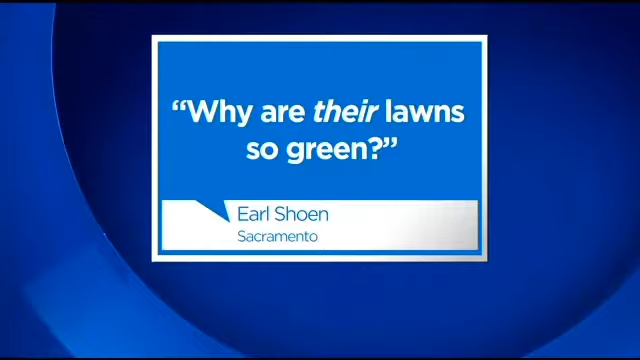 “Why are their lawns
so green?”
Earl Shoen
Sacramento